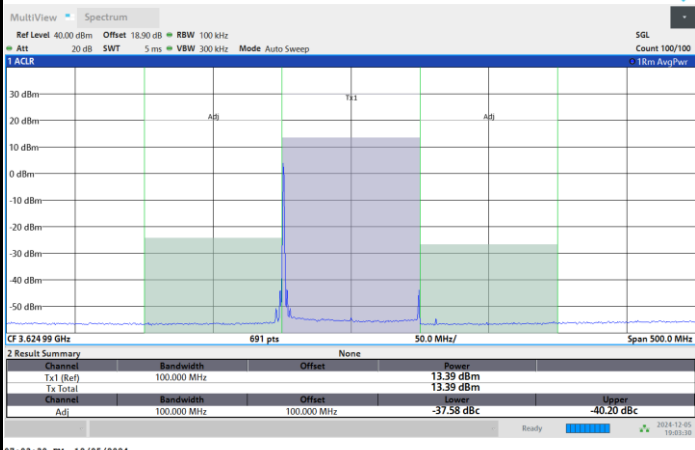 MultiView Spectrum
Ref Level 40.00 dBm Offset 18.90 dB RBW 100 kHz SGL
Att 20 dB SWT 5 ms VBW 300 kHz Mode Auto Sweep Count 100/100
1 ACLR 1Rm AvgPwr
30 dBm
Tx1
20 dBm
Adj Adj
10 dBm
0 dBm
-10 dBm
-20 dBm
-30 dBm
-40 dBm
-50 dBm
CF 3.624 99 GHz 691 pts 50.0 MHz/ Span 500.0 MHz
2 Result Summary None
Channel Bandwidth Offset Power
Tx1 (Ref) 100.000 MHz 13.39 dBm
Tx Total 13.39 dBm
Channel Bandwidth Offset Lower Upper
Adj 100.000 MHz 100.000 MHz -37.58 dBc -40.20 dBc
Ready 2024-12-05
19:03:30